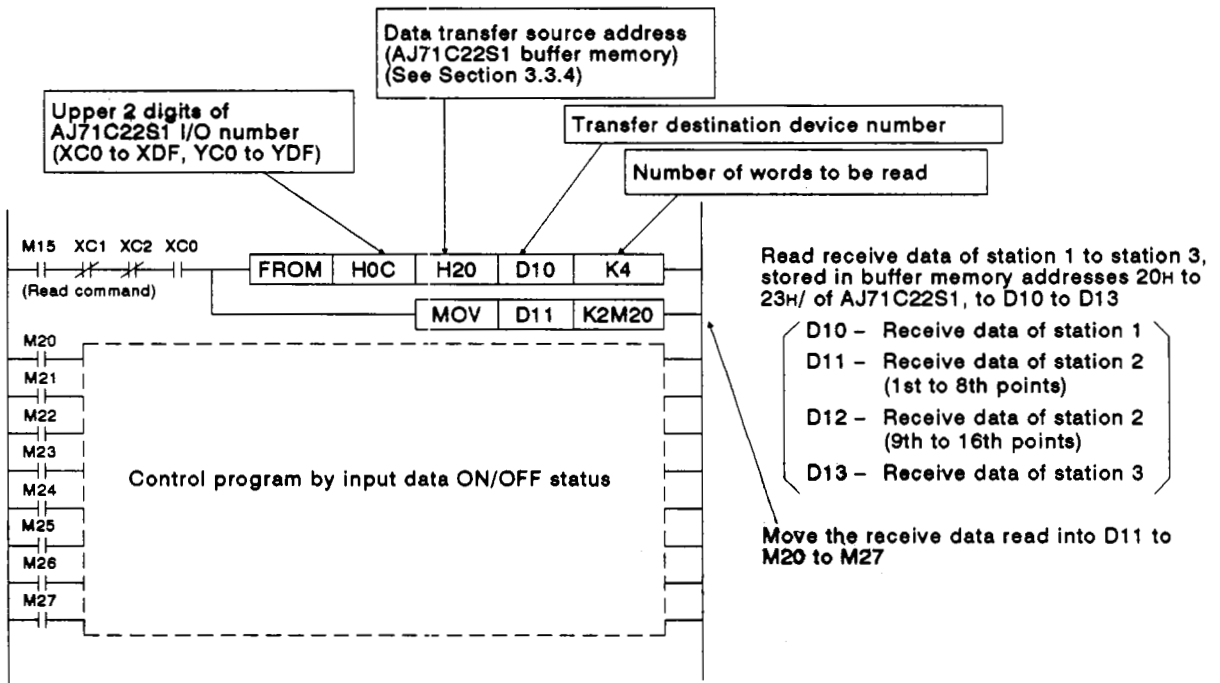 Data transfer source address
(AJ71C22S1 buffer memory)
(See Section 3.3.4)
Upper 2 digits of
AJ71C22S1 I/O number
(XC0 to XDF, YC0 to YDF)
Transfer destination device number
Number of words to be read
M15 XC1 XC2 XC0
(Read command)
FROM H0C H20 D10 K4
MOV D11 K2M20
M20
M21
M22
M23
M24
M25
M26
M27
Control program by input data ON/OFF status
Read receive data of station 1 to station 3,
stored in buffer memory addresses 20H to
23H/ of AJ71C22S1, to D10 to D13
D10 – Receive data of station 1
D11 – Receive data of station 2
(1st to 8th points)
D12 – Receive data of station 2
(9th to 16th points)
D13 – Receive data of station 3
Move the receive data read into D11 to
M20 to M27